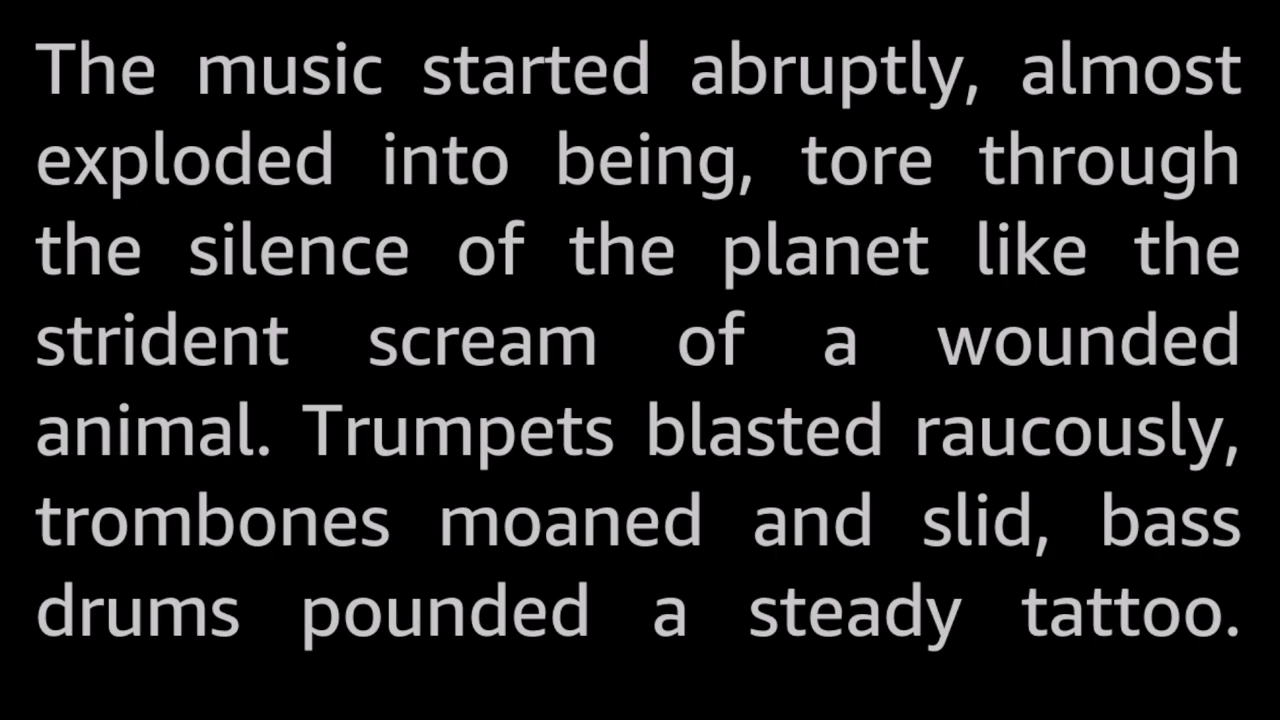 The music started abruptly, almost
exploded into being, tore through
the silence of the planet like the
strident scream of a wounded
animal. Trumpets blasted raucously,
trombones moaned and slid, bass
drums pounded a steady tattoo.